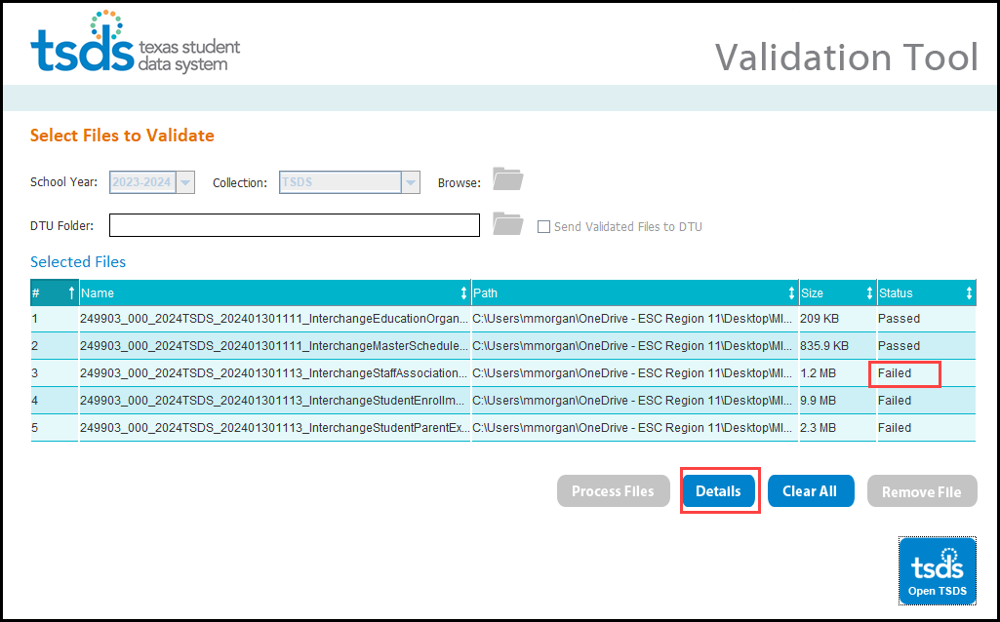 tsds texas student
data system
Validation Tool
Select Files to Validate
School Year: 2023-2024 Collection: TSDS Browse:
DTU Folder: Send Validated Files to DTU
Selected Files
# Name Path Size Status
1 249903_000_2024TSDS_202401301111_InterchangeEducationOrgan... C:\Users\mmorgan\OneDrive - ESC Region 11\Desktop\MI... 209 KB Passed
2 249903_000_2024TSDS_202401301111_InterchangeMasterSchedule... C:\Users\mmorgan\OneDrive - ESC Region 11\Desktop\MI... 835.9 KB Passed
3 249903_000_2024TSDS_202401301113_InterchangeStaffAssociation... C:\Users\mmorgan\OneDrive - ESC Region 11\Desktop\MI... 1.2 MB Failed
4 249903_000_2024TSDS_202401301113_InterchangeStudentEnrollm... C:\Users\mmorgan\OneDrive - ESC Region 11\Desktop\MI... 9.9 MB Failed
5 249903_000_2024TSDS_202401301113_InterchangeStudentParentEx... C:\Users\mmorgan\OneDrive - ESC Region 11\Desktop\MI... 2.3 MB Failed
Process Files Details Clear All Remove File
tsds
Open TSDS